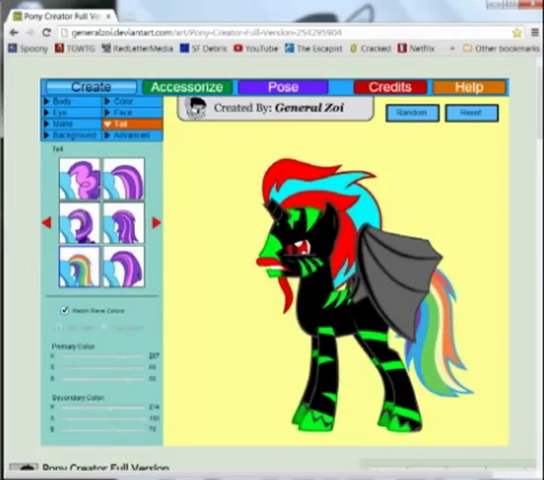 Pony Creator Full Ver
generalzoi.deviantart.com/art/Pony-Creator-Full-Version-254295904
Spoony TGWTG RedLetterMedia SF Debris YouTube The Escapist Cracked Netflix » Other bookmarks
Create Accessorize Pose Credits Help
Body Color
Eye Face
Mane Tail
Background Advanced
Created By: General Zoi
Random Reset
Tail
Match Mane Colors
Primary Color
Secondary Color
Pony Creator Full Version